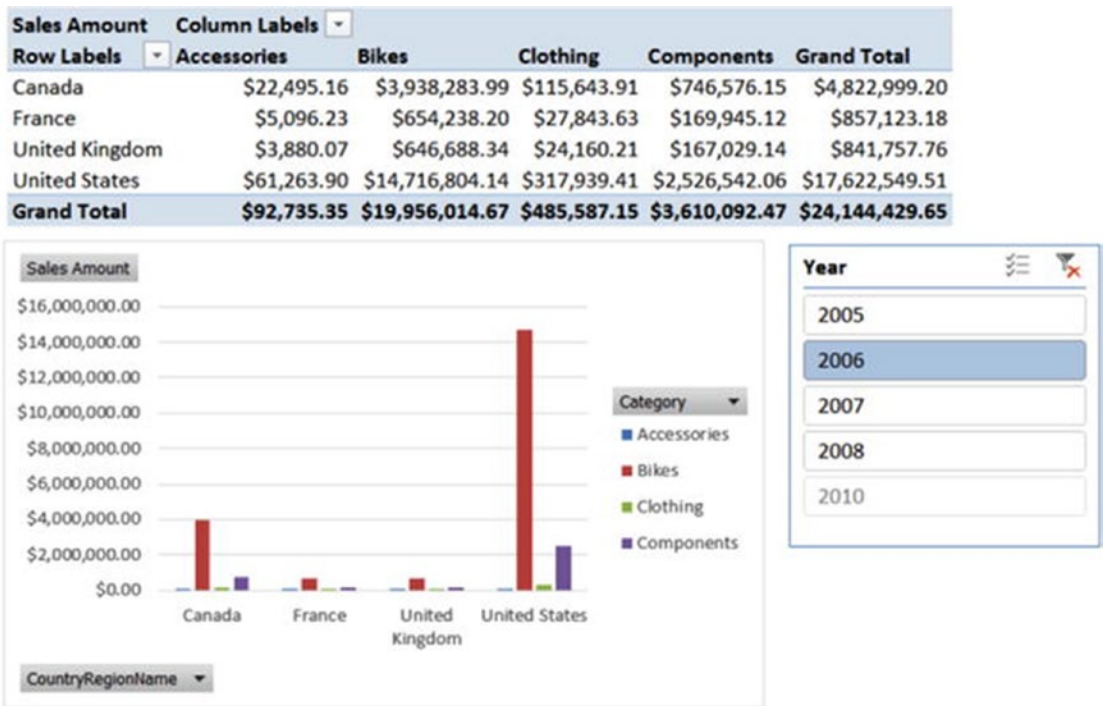 Sales Amount Column Labels
Row Labels Accessories Bikes Clothing Components Grand Total
Canada $22,495.16 $3,938,283.99 $115,643.91 $746,576.15 $4,822,999.20
France $5,096.23 $654,238.20 $27,843.63 $169,945.12 $857,123.18
United Kingdom $3,880.07 $646,688.34 $24,160.21 $167,029.14 $841,757.76
United States $61,263.90 $14,716,804.14 $317,939.41 $2,526,542.06 $17,622,549.51
Grand Total $92,735.35 $19,956,014.67 $485,587.15 $3,610,092.47 $24,144,429.65
Sales Amount
$16,000,000.00
$14,000,000.00
$12,000,000.00
$10,000,000.00
$8,000,000.00
$6,000,000.00
$4,000,000.00
$2,000,000.00
$0.00
Canada France United Kingdom United States
CountryRegionName
Category
Accessories
Bikes
Clothing
Components
Year
2005
2006
2007
2008
2010